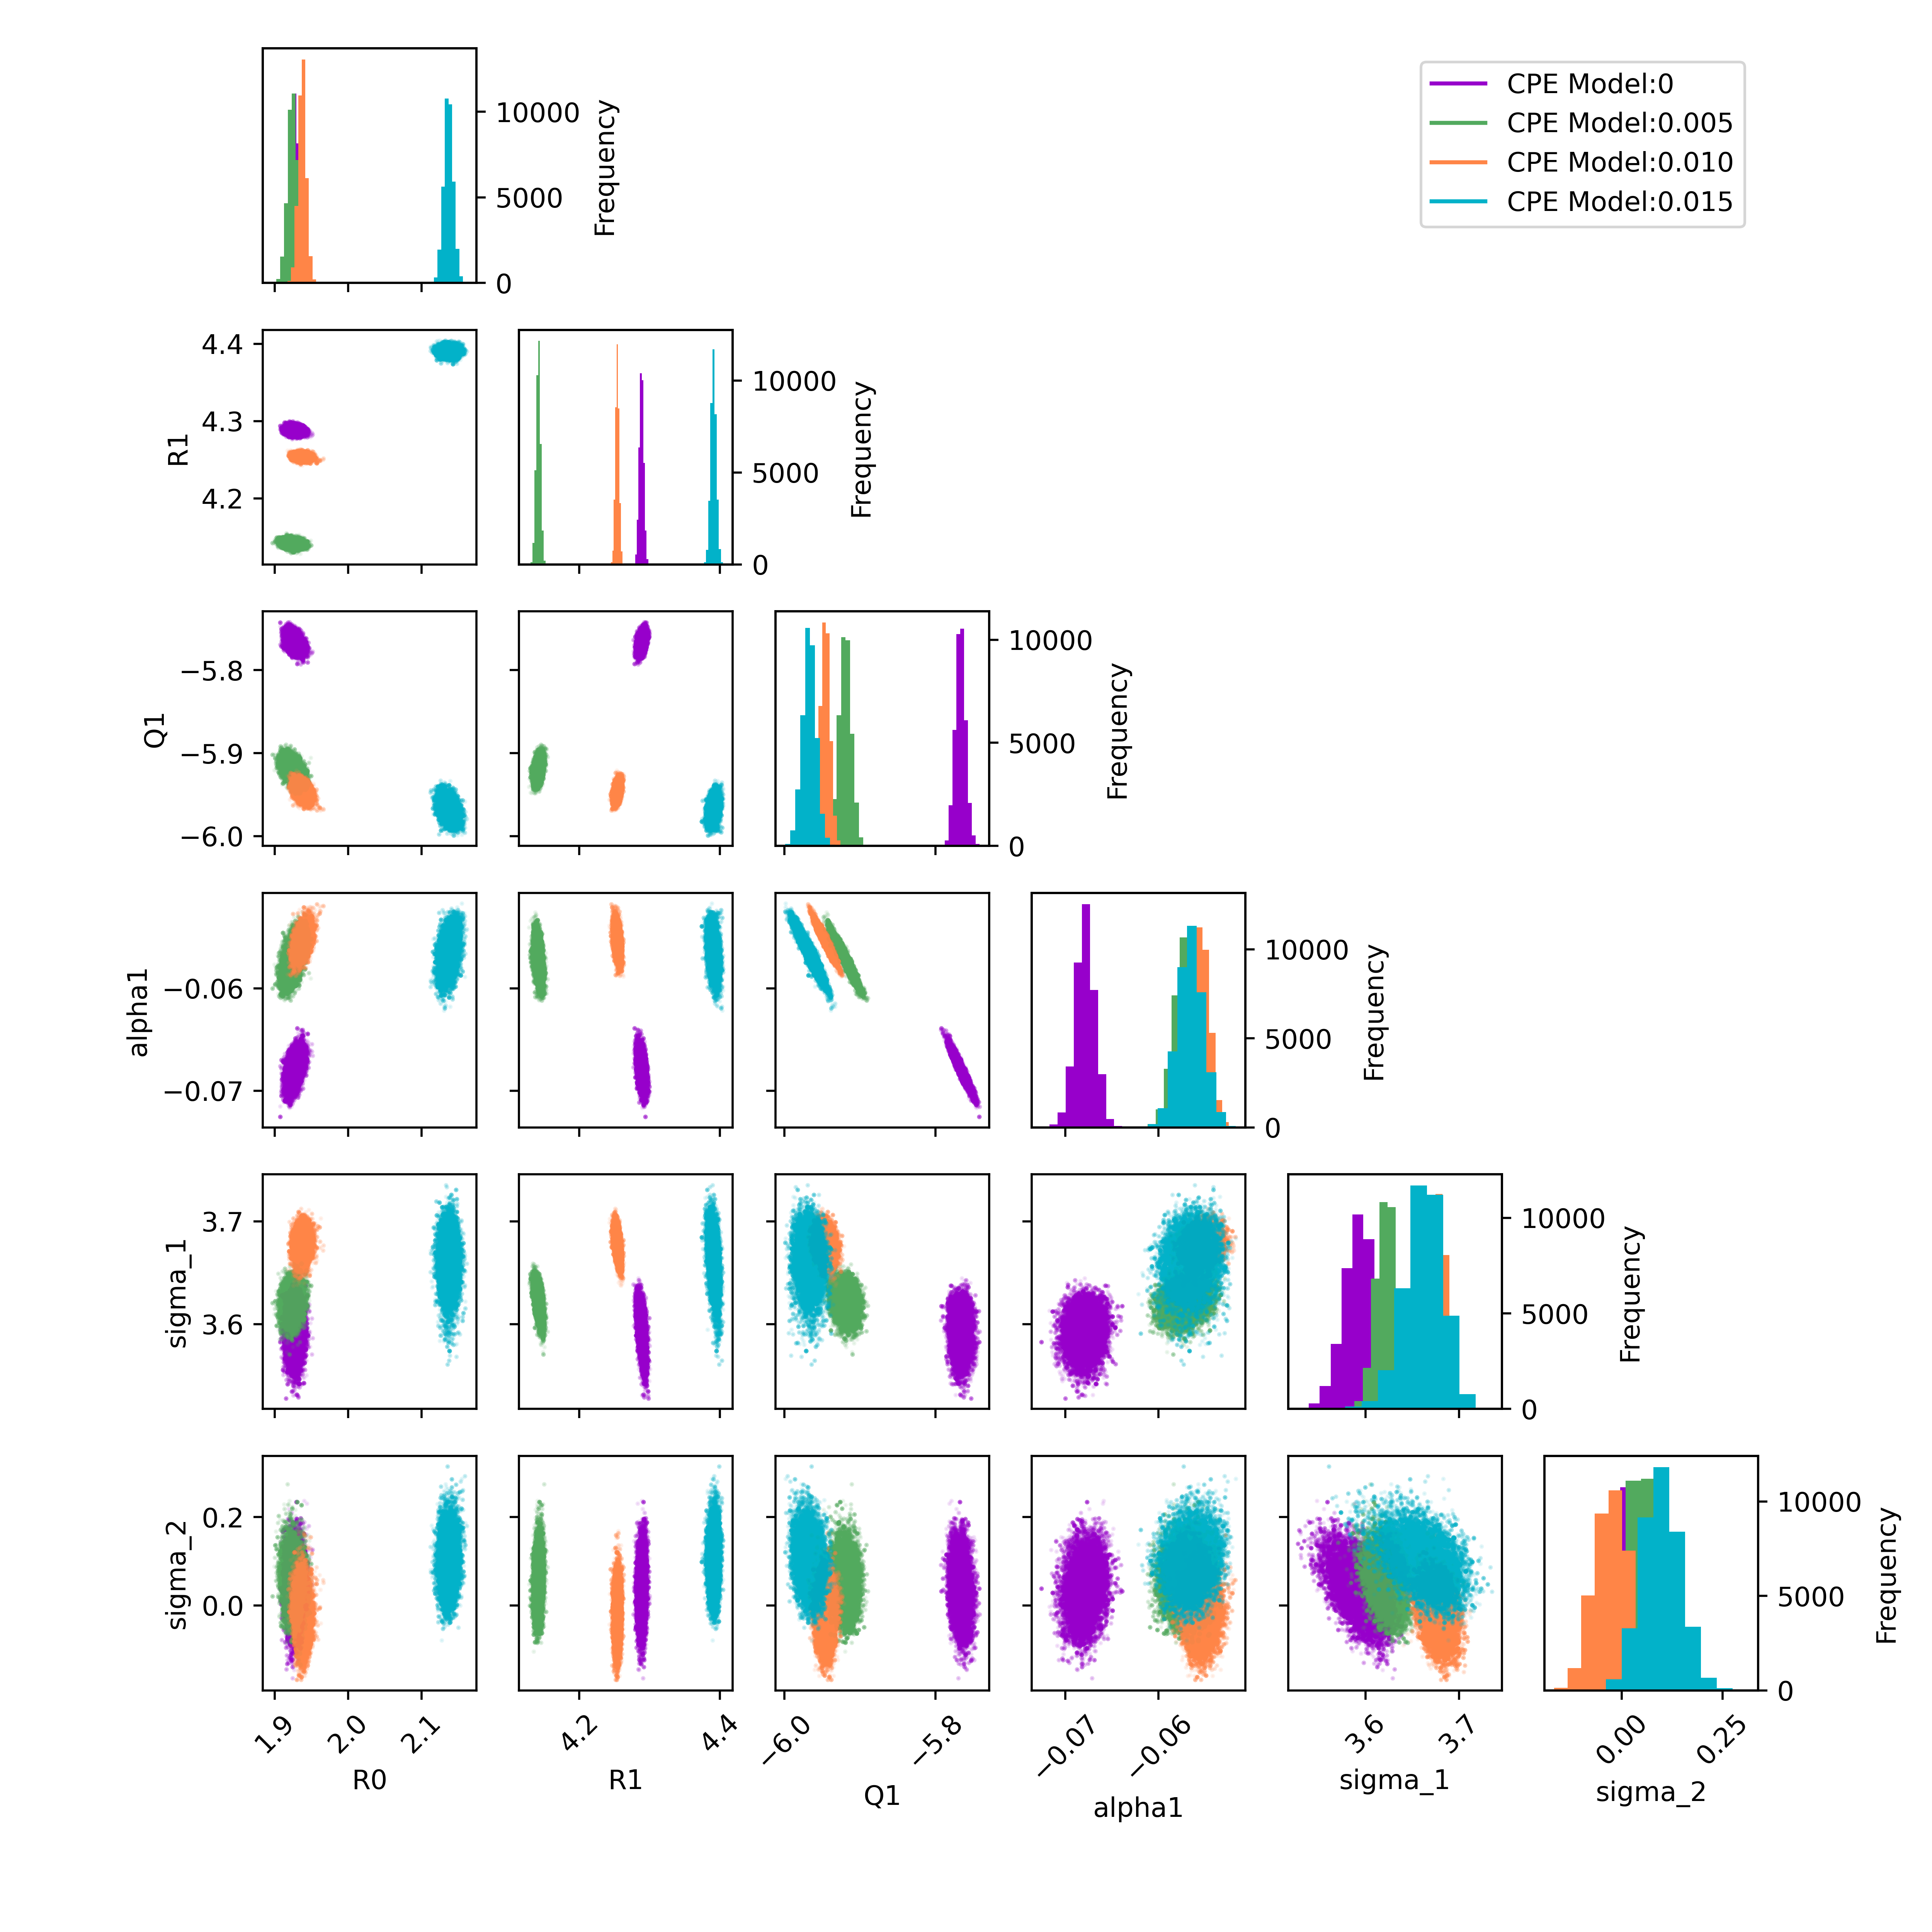 CPE Model:0
CPE Model:0.005
CPE Model:0.010
CPE Model:0.015
10000
5000
0
Frequency
R1
4.4
4.3
4.2
10000
5000
0
Frequency
Q1
−5.8
−5.9
−6.0
10000
5000
0
Frequency
alpha1
−0.06
−0.07
10000
5000
0
Frequency
sigma_1
3.7
3.6
10000
5000
0
Frequency
sigma_2
0.2
0.0
10000
5000
0
Frequency
1.9 2.0 2.1
4.2 4.4
−6.0 −5.8
−0.07 −0.06
3.6 3.7
0.00 0.25
R0
R1
Q1
alpha1
sigma_1
sigma_2